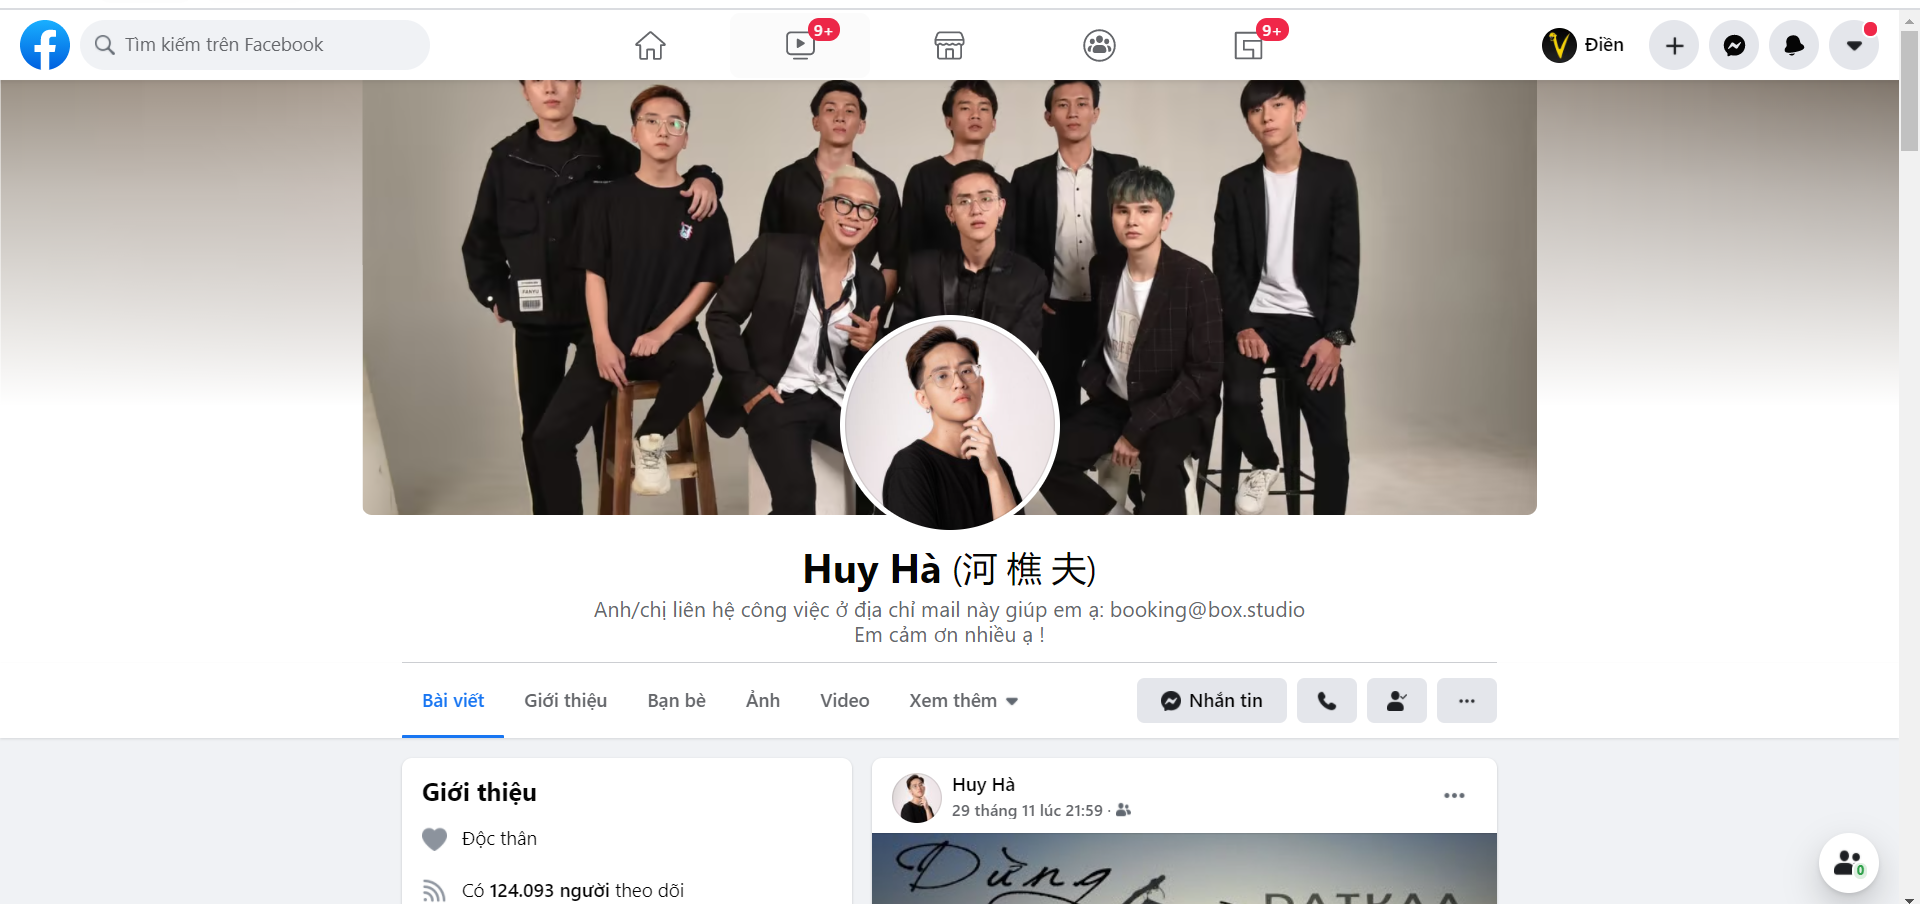 Tìm kiếm trên Facebook
9+
9+
Điền
Huy Hà (河 樵 夫)
Anh/chị liên hệ công việc ở địa chỉ mail này giúp em ạ: booking@box.studio
Em cảm ơn nhiều ạ !
Bài viết
Giới thiệu
Bạn bè
Ảnh
Video
Xem thêm
Nhắn tin
Giới thiệu
Độc thân
Có 124.093 người theo dõi
Huy Hà
29 tháng 11 lúc 21:59 ·
Dừng
DATKAA
0